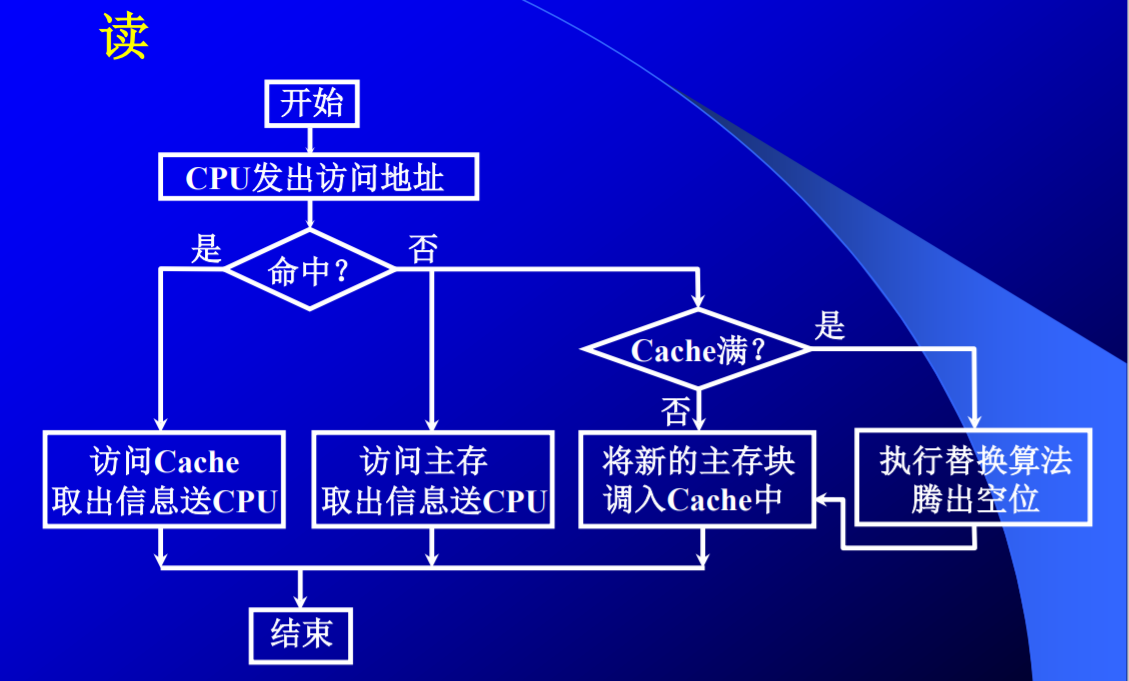 读
开始
CPU发出访问地址
是
命中？
否
Cache满？
是
否
访问Cache
取出信息送CPU
访问主存
取出信息送CPU
将新的主存块
调入Cache中
执行替换算法
腾出空位
结束